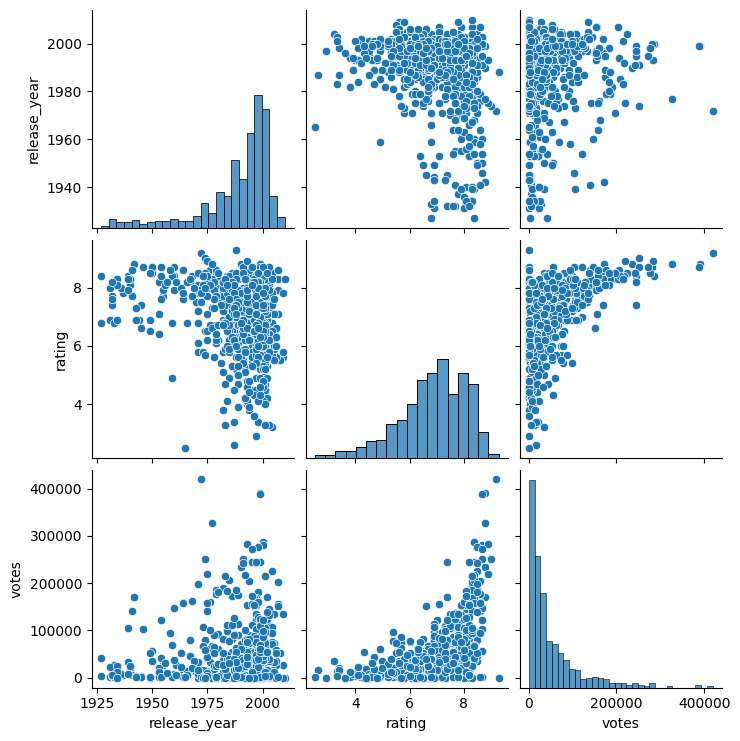 2000
1980
1960
1940
release_year
8
6
4
rating
400000
300000
200000
100000
0
votes
1925 1950 1975 2000
4 6 8
0 200000 400000
release_year rating votes